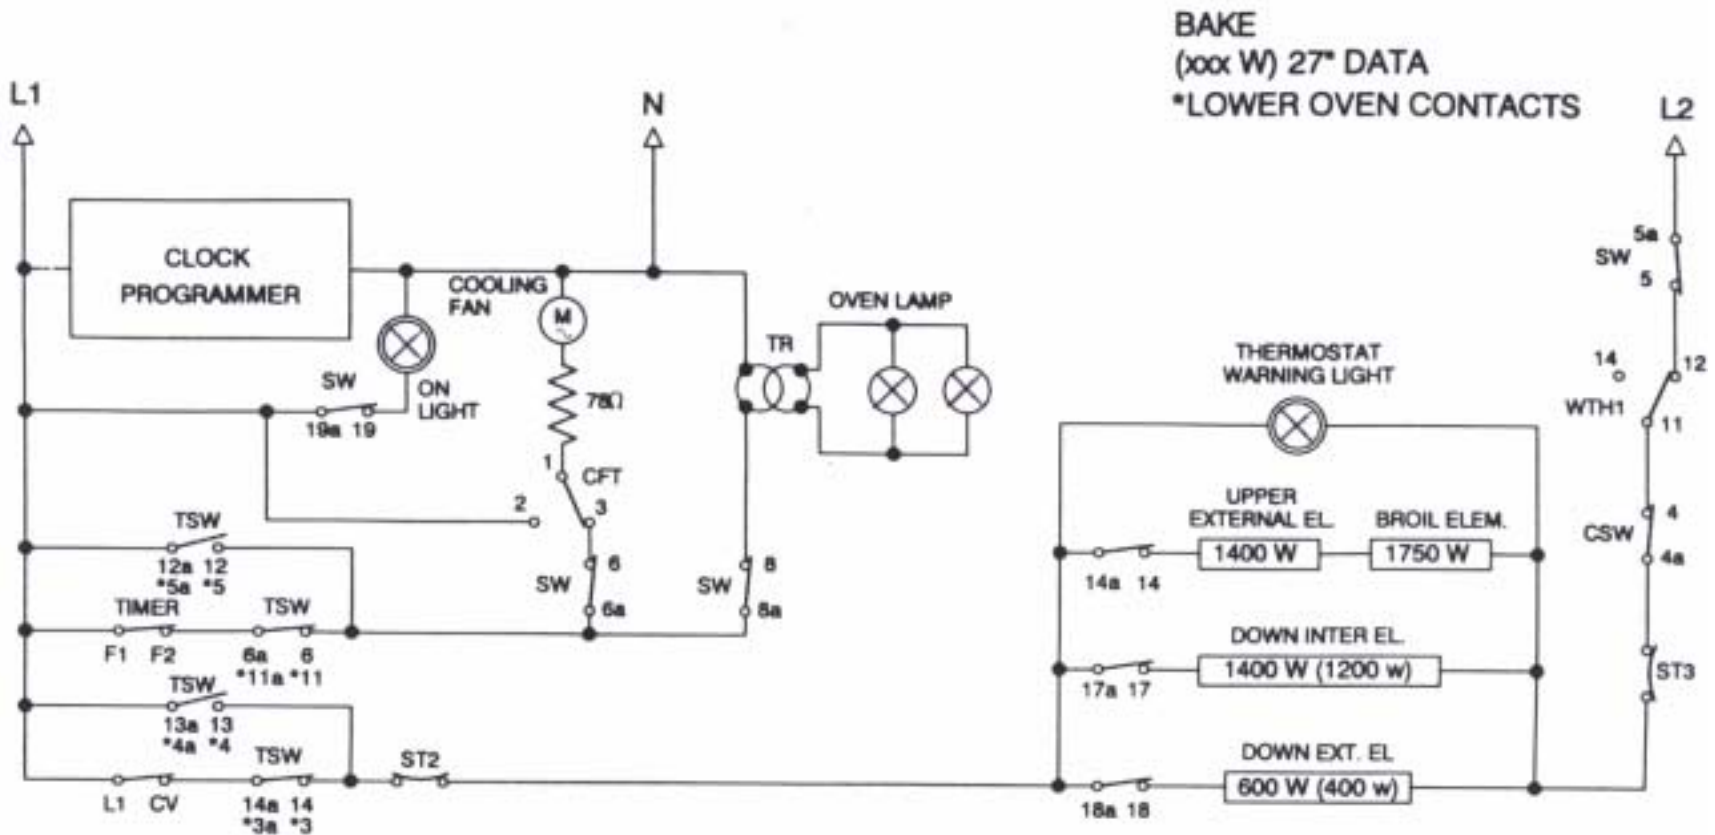 BAKE
(xxx W) 27" DATA
*LOWER OVEN CONTACTS
L1
N
L2
CLOCK
PROGRAMMER
COOLING
FAN
M
~
OVEN LAMP
TR
5a
SW
5
SW
19a 19
ON
LIGHT
78Ω
THERMOSTAT
WARNING LIGHT
14
12
WTH1
11
1
CFT
2
3
UPPER
EXTERNAL EL.
BROIL ELEM.
1400 W
1750 W
14a 14
4
CSW
4a
TSW
12a 12
*5a *5
6
SW
6a
8
SW
8a
TIMER
TSW
F1 F2
6a 6
*11a *11
DOWN INTER EL.
1400 W (1200 w)
17a 17
ST3
TSW
13a 13
*4a *4
TSW
ST2
L1 CV
14a 14
*3a *3
DOWN EXT. EL
600 W (400 w)
18a 18